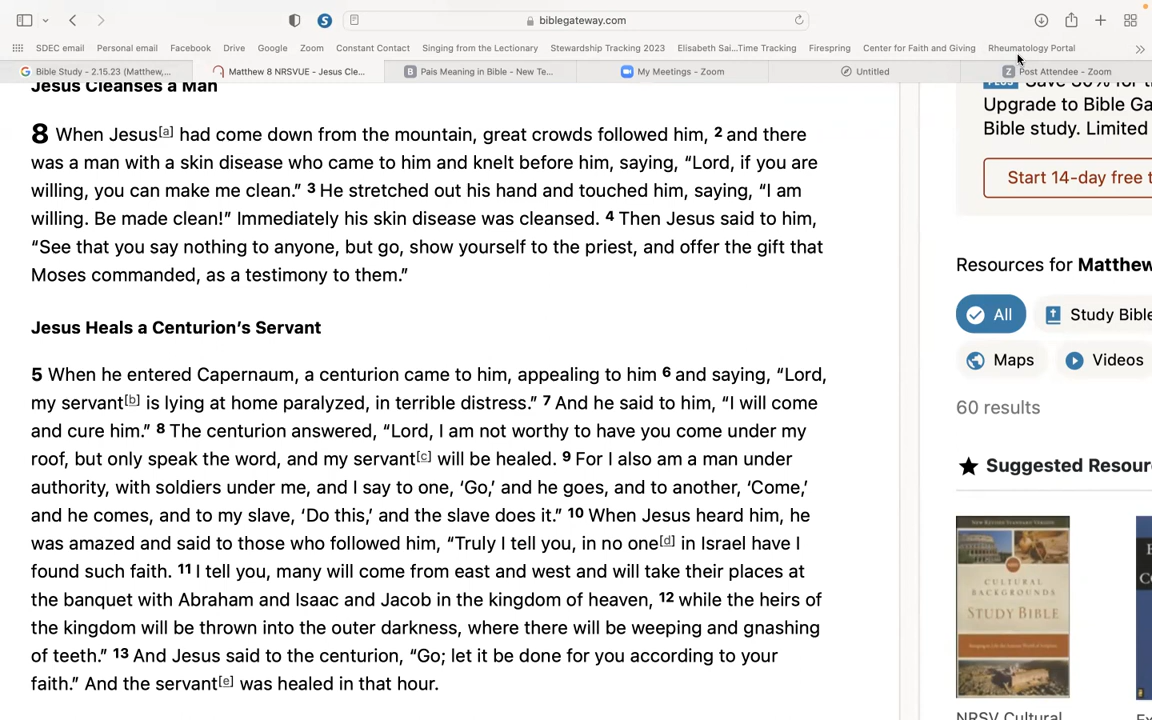 biblegateway.com
SDEC email Personal email Facebook Drive Google Zoom Constant Contact Singing from the Lectionary Stewardship Tracking 2023 Elisabeth Sai...Time Tracking Firespring Center for Faith and Giving Rheumatology Portal
Bible Study - 2.15.23 (Matthew,... Matthew 8 NRSVUE - Jesus Cle... B Pais Meaning in Bible - New Te... My Meetings - Zoom Untitled Z Post Attendee - Zoom
Jesus Cleanses a Man
8 When Jesus[a] had come down from the mountain, great crowds followed him, 2 and there
was a man with a skin disease who came to him and knelt before him, saying, “Lord, if you are
willing, you can make me clean.” 3 He stretched out his hand and touched him, saying, “I am
willing. Be made clean!” Immediately his skin disease was cleansed. 4 Then Jesus said to him,
“See that you say nothing to anyone, but go, show yourself to the priest, and offer the gift that
Moses commanded, as a testimony to them.”
Jesus Heals a Centurion’s Servant
5 When he entered Capernaum, a centurion came to him, appealing to him 6 and saying, “Lord,
my servant[b] is lying at home paralyzed, in terrible distress.” 7 And he said to him, “I will come
and cure him.” 8 The centurion answered, “Lord, I am not worthy to have you come under my
roof, but only speak the word, and my servant[c] will be healed. 9 For I also am a man under
authority, with soldiers under me, and I say to one, ‘Go,’ and he goes, and to another, ‘Come,’
and he comes, and to my slave, ‘Do this,’ and the slave does it.” 10 When Jesus heard him, he
was amazed and said to those who followed him, “Truly I tell you, in no one[d] in Israel have I
found such faith. 11 I tell you, many will come from east and west and will take their places at
the banquet with Abraham and Isaac and Jacob in the kingdom of heaven, 12 while the heirs of
the kingdom will be thrown into the outer darkness, where there will be weeping and gnashing
of teeth.” 13 And Jesus said to the centurion, “Go; let it be done for you according to your
faith.” And the servant[e] was healed in that hour.
Upgrade to Bible Ga
Bible study. Limited
Start 14-day free t
Resources for Matthew
All Study Bible
Maps Videos
60 results
Suggested Resour
CULTURAL
BACKGROUNDS
STUDY BIBLE
NRSV Cultural